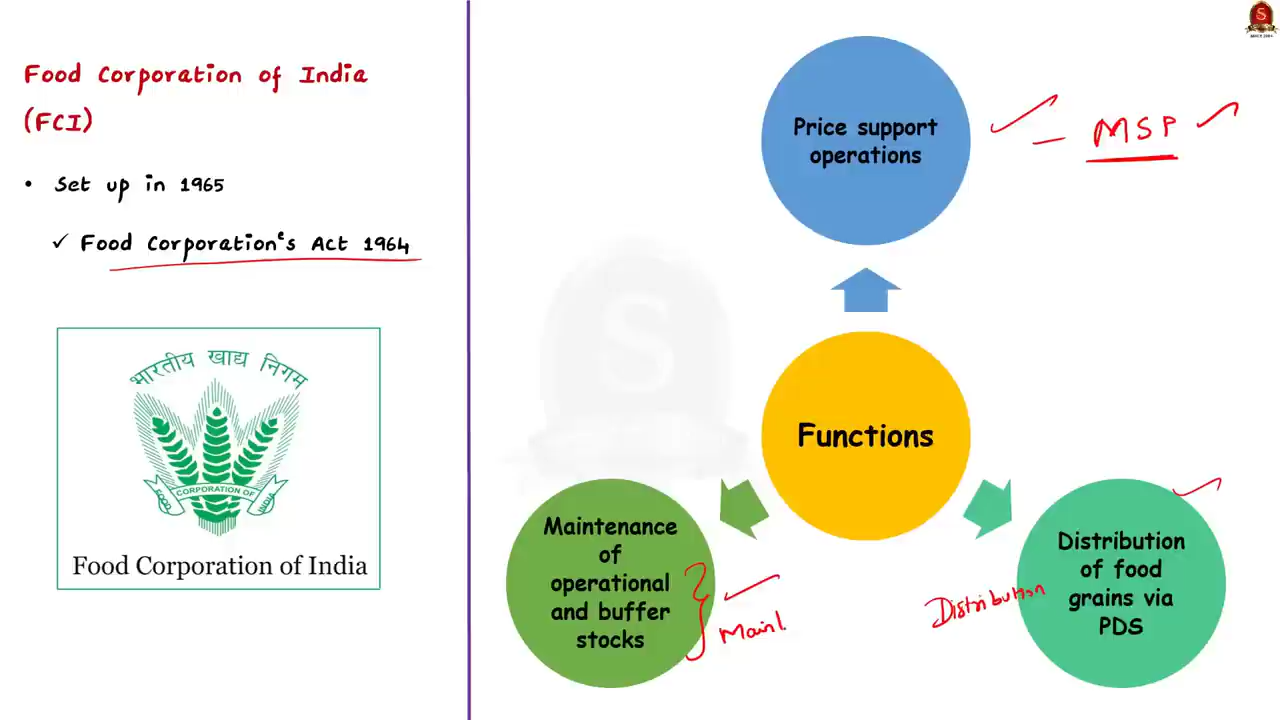 Food Corporation of India
(FCI)
• Set up in 1965
✓ Food Corporation's Act 1964
भारतीय खाद्य निगम
FOOD CORPORATION OF INDIA
Food Corporation of India
S
Price support
operations
- MSP
Functions
Maintenance
of
operational
and buffer
stocks
Maint.
Distribution
of food
grains via
PDS
Distribution
S